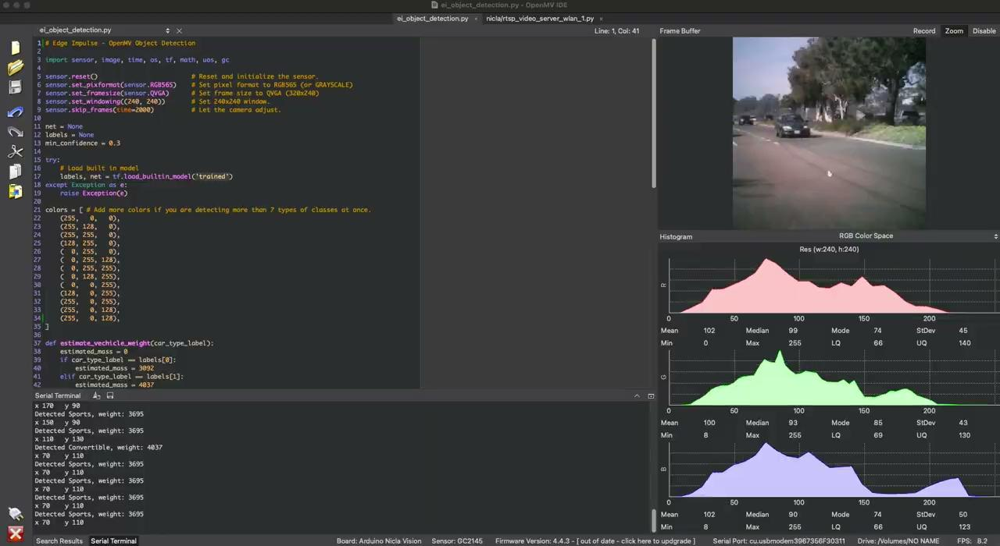 ei_object_detection.py - OpenMV IDE
ei_object_detection.py × nicla/rtsp_video_server_wlan_1.py ×
ei_object_detection.py Line: 1, Col: 41
1 # Edge Impulse - OpenMV Object Detection
2
3 import sensor, image, time, os, tf, math, uos, gc
4
5 sensor.reset() # Reset and initialize the sensor.
6 sensor.set_pixformat(sensor.RGB565) # Set pixel format to RGB565 (or GRAYSCALE)
7 sensor.set_framesize(sensor.QVGA) # Set frame size to QVGA (320x240)
8 sensor.set_windowing((240, 240)) # Set 240x240 window.
9 sensor.skip_frames(time=2000) # Let the camera adjust.
10
11 net = None
12 labels = None
13 min_confidence = 0.3
14
15 try:
16 # Load built in model
17 labels, net = tf.load_builtin_model('trained')
18 except Exception as e:
19 raise Exception(e)
20
21 colors = [ # Add more colors if you are detecting more than 7 types of classes at once.
22 (255, 0, 0),
23 (255, 128, 0),
24 (255, 255, 0),
25 (128, 255, 0),
26 ( 0, 255, 0),
27 ( 0, 255, 128),
28 ( 0, 255, 255),
29 ( 0, 128, 255),
30 ( 0, 0, 255),
31 (128, 0, 255),
32 (255, 0, 255),
33 (255, 0, 128),
34 (255, 0, 128),
35 ]
36
37 def estimate_vechicle_weight(car_type_label):
38 estimated_mass = 0
39 if car_type_label == labels[0]:
40 estimated_mass = 3092
41 elif car_type_label == labels[1]:
42 estimated_mass = 4037
Serial Terminal
x 170 y 90
Detected Sports, weight: 3695
x 150 y 90
Detected Sports, weight: 3695
x 110 y 130
Detected Convertible, weight: 4037
x 70 y 110
Detected Sports, weight: 3695
x 70 y 110
Detected Sports, weight: 3695
x 70 y 110
Detected Sports, weight: 3695
x 70 y 110
Detected Sports, weight: 3695
x 70 y 110
Frame Buffer Record Zoom Disable
Histogram RGB Color Space
Res (w:240, h:240)
R
0 50 100 150 200
Mean 102 Median 99 Mode 74 StDev 45
Min 0 Max 255 LQ 66 UQ 140
G
0 50 100 150 200
Mean 100 Median 93 Mode 85 StDev 43
Min 8 Max 255 LQ 69 UQ 130
B
0 50 100 150 200
Mean 102 Median 90 Mode 74 StDev 50
Min 8 Max 255 LQ 66 UQ 123
Search Results Serial Terminal Board: Arduino Nicla Vision Sensor: GC2145 Firmware Version: 4.4.3 - [ out of date - click here to updgrade ] Serial Port: cu.usbmodem3967356F30311 Drive: /Volumes/NO NAME FPS: 8.2